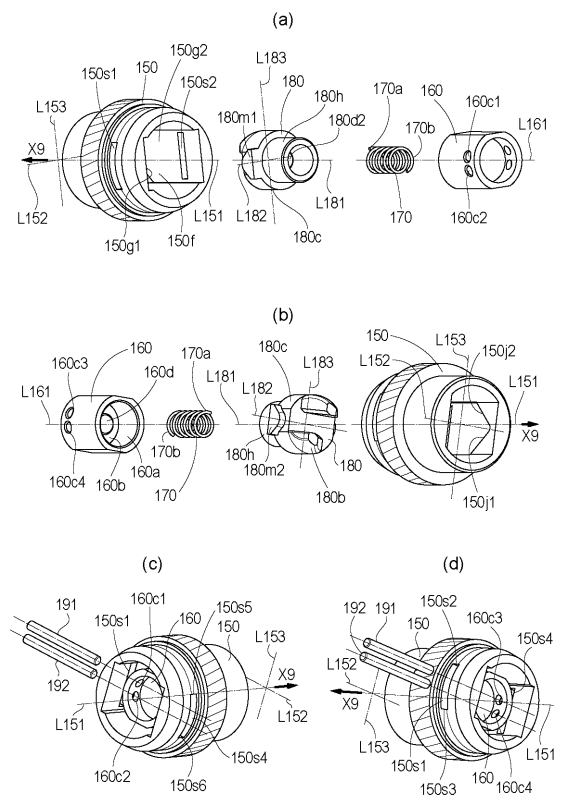 (a)
150g2
150s1 150 150s2
L183
180
180h
180d2
170a
160
160c1
L153
180m1
170b
L161
X9
L152
L151
L182
L181
170
160c2
150g1
150f
180c
(b)
160c3
160
160d
170a
180c
L183
150
L153
150j2
L152
L161
L181
L182
L151
X9
170b
160c4
160a
160b
170
180h
180m2
180
180b
150j1
(c)
(d)
160c1
191
150s1
160
150s5
150
L153
192
X9
L151
L152
150s4
160c2
150s6
192
191
150
150s2
160c3
150s4
L152
X9
L153
L151
150s1
160
150s3
160c4